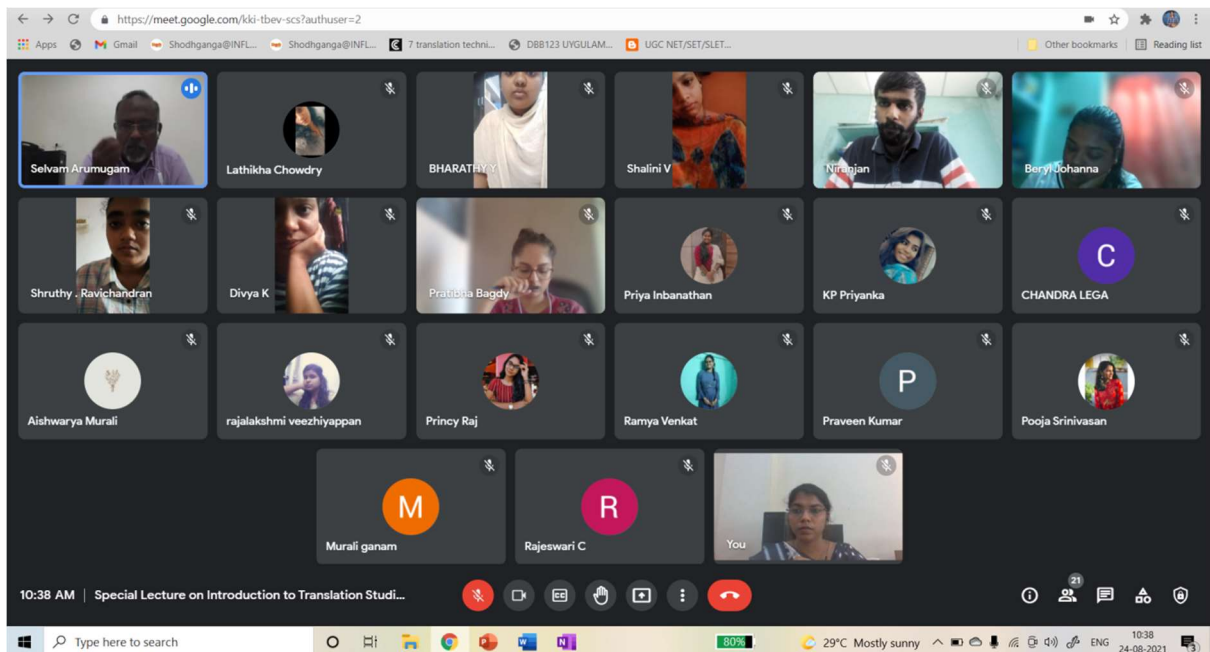 https://meet.google.com/kki-tbev-scs?authuser=2
Apps Gmail Shodhganga@INFL... Shodhganga@INFL... 7 translation techni... DBB123 UYGULAM... UGC NET/SET/SLET... Other bookmarks Reading list
Selvam Arumugam Lathikha Chowdry BHARATHY Y Shalini V Niranjan Beryl Johanna
Shruthy . Ravichandran Divya K Pratibha Bagdy Priya Inbanathan KP Priyanka C CHANDRA LEGA
Aishwarya Murali rajalakshmi veezhiyappan Princy Raj Ramya Venkat P Praveen Kumar Pooja Srinivasan
M Murali ganam R Rajeswari C You
10:38 AM | Special Lecture on Introduction to Translation Studi... CC 21
Type here to search 80% 29°C Mostly sunny ENG 10:38
24-08-2021 3